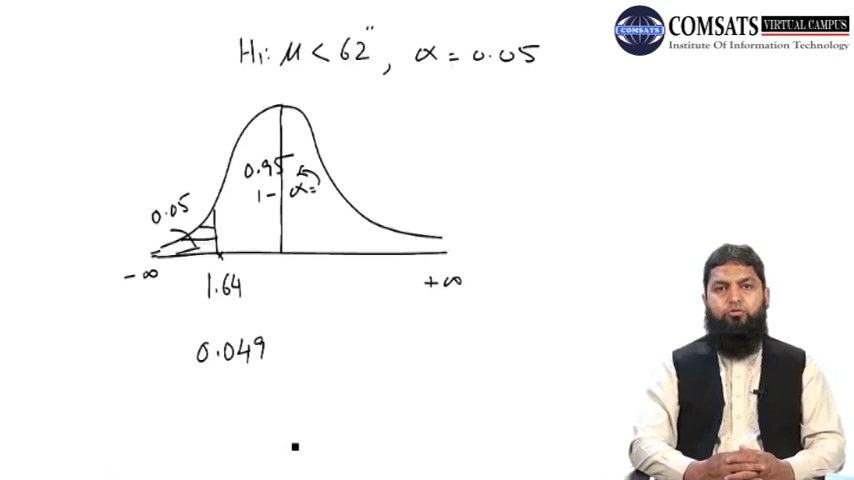 COMSATS VIRTUAL CAMPUS
COMSATS
Institute Of Information Technology
H₁: μ < 62", α = 0.05
0.95
1 - α =
0.05
-∞
1.64
+∞
0.049